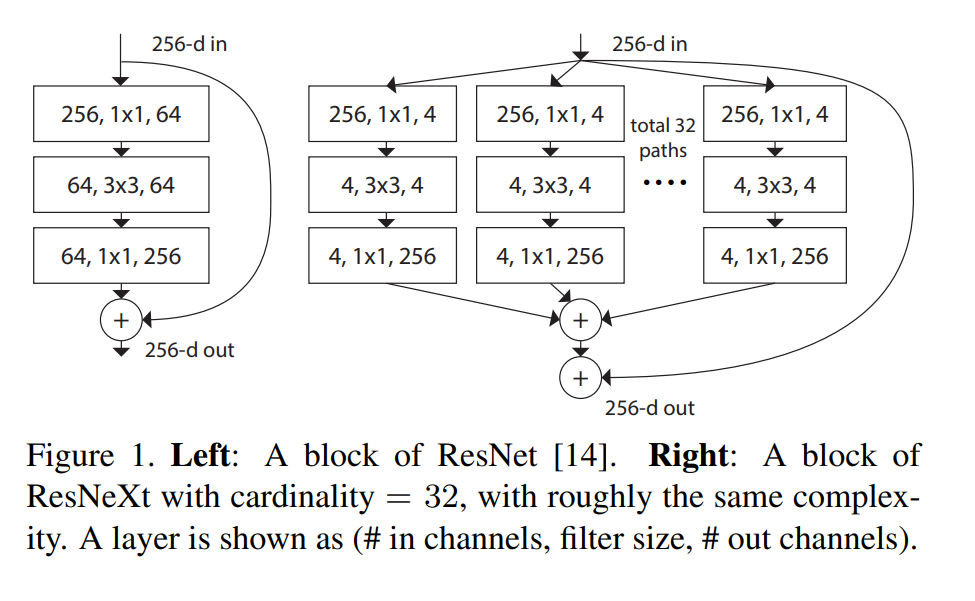 256-d in
256, 1x1, 64
64, 3x3, 64
64, 1x1, 256
+
256-d out
256-d in
256, 1x1, 4
256, 1x1, 4
total 32
paths
....
256, 1x1, 4
4, 3x3, 4
4, 3x3, 4
4, 3x3, 4
4, 1x1, 256
4, 1x1, 256
4, 1x1, 256
+
+
256-d out
Figure 1. Left: A block of ResNet [14]. Right: A block of
ResNeXt with cardinality = 32, with roughly the same complex-
ity. A layer is shown as (# in channels, filter size, # out channels).